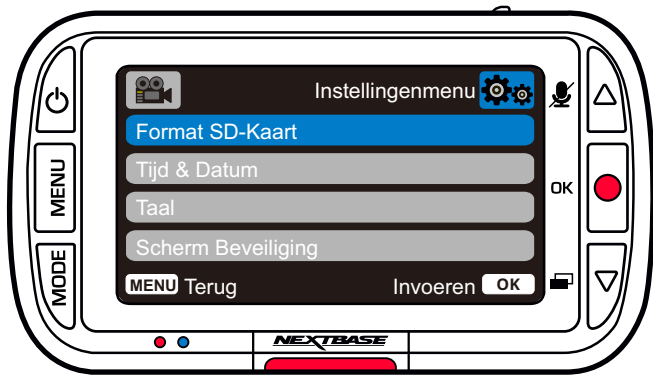 Instellingenmenu
MENU
Format SD-Kaart
Tijd & Datum
OK
Taal
Scherm Beveiliging
MODE
MENU Terug
Invoeren OK
NEXTBASE